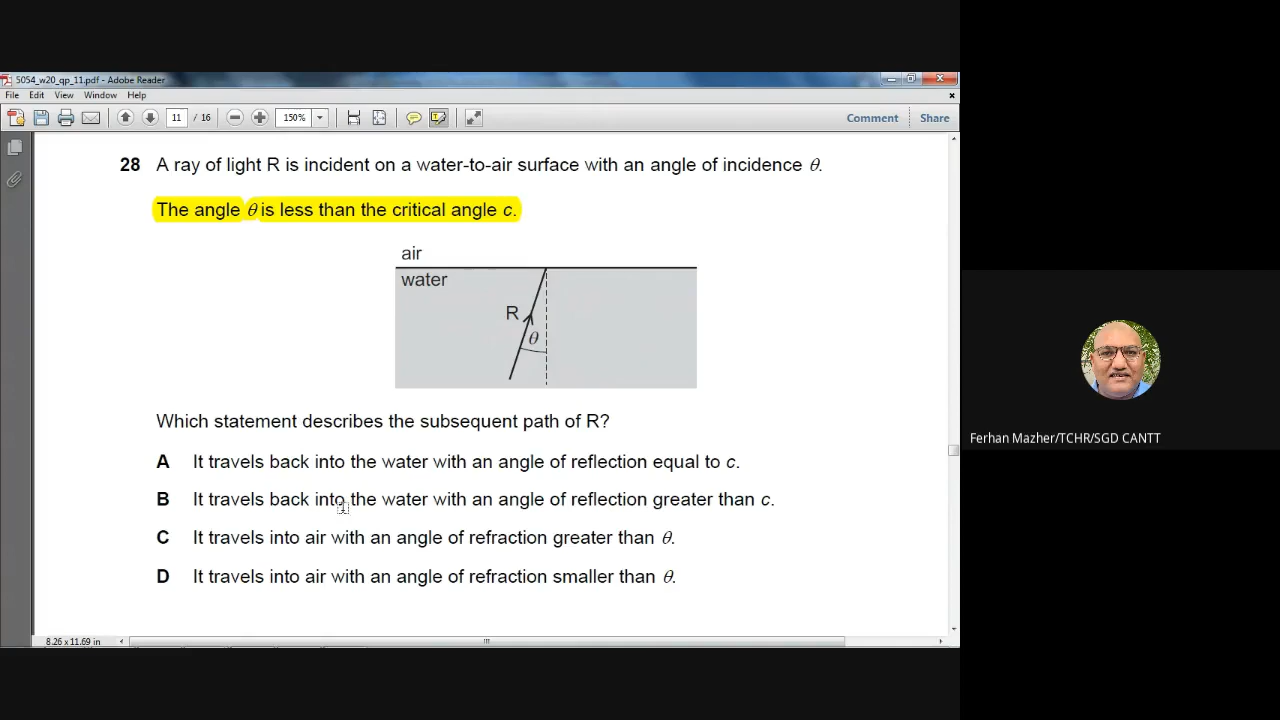 5054_w20_qp_11.pdf - Adobe Reader
File Edit View Window Help
11 / 16 150% Comment Share
28 A ray of light R is incident on a water-to-air surface with an angle of incidence θ.
The angle θ is less than the critical angle c.
air
water
R
θ
Which statement describes the subsequent path of R?
A It travels back into the water with an angle of reflection equal to c.
B It travels back into the water with an angle of reflection greater than c.
C It travels into air with an angle of refraction greater than θ.
D It travels into air with an angle of refraction smaller than θ.
8.26 x 11.69 in
Ferhan Mazher/TCHR/SGD CANTT